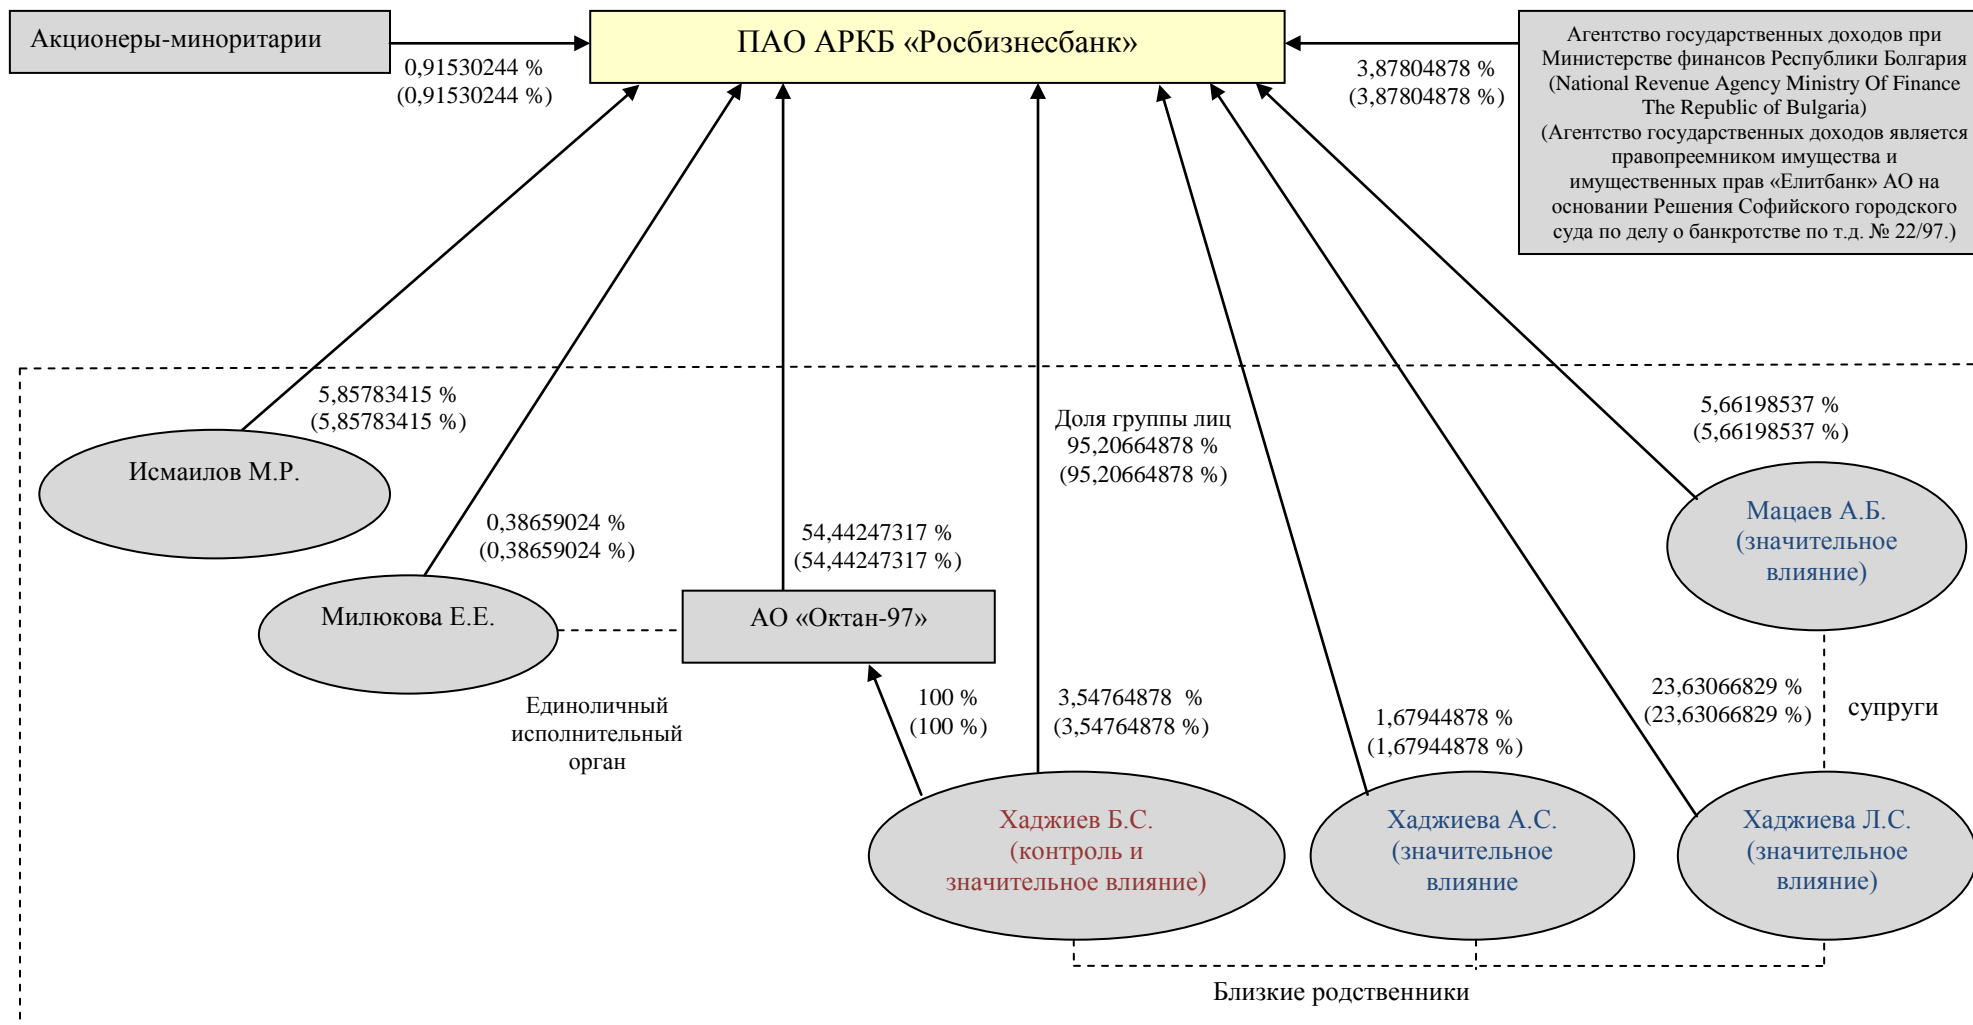 Акционеры-миноритарии
ПАО АРКБ «Росбизнесбанк»
0,91530244 %
(0,91530244 %)
3,87804878 %
(3,87804878 %)
Агентство государственных доходов при
Министерстве финансов Республики Болгария
(National Revenue Agency Ministry Of Finance
The Republic of Bulgaria)
(Агентство государственных доходов является
правопреемником имущества и
имущественных прав «Елитбанк» АО на
основании Решения Софийского городского
суда по делу о банкротстве по т.д. № 22/97.)
5,85783415 %
(5,85783415 %)
Исмаилов М.Р.
Доля группы лиц
95,20664878 %
(95,20664878 %)
5,66198537 %
(5,66198537 %)
Мацаев А.Б.
(значительное
влияние)
0,38659024 %
(0,38659024 %)
54,44247317 %
(54,44247317 %)
Милюкова Е.Е.
АО «Октан-97»
Единоличный
исполнительный
орган
100 %
(100 %)
3,54764878 %
(3,54764878 %)
1,67944878 %
(1,67944878 %)
23,63066829 %
(23,63066829 %)
супруги
Хаджиев Б.С.
(контроль и
значительное влияние)
Хаджиева А.С.
(значительное
влияние
Хаджиева Л.С.
(значительное
влияние)
Близкие родственники